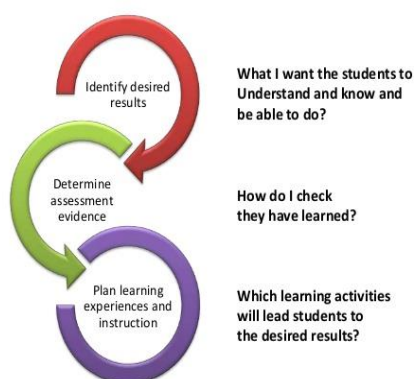 Identify desired
results
What I want the students to
Understand and know and
be able to do?
Determine
assessment
evidence
How do I check
they have learned?
Plan learning
experiences and
instruction
Which learning activities
will lead students to
the desired results?